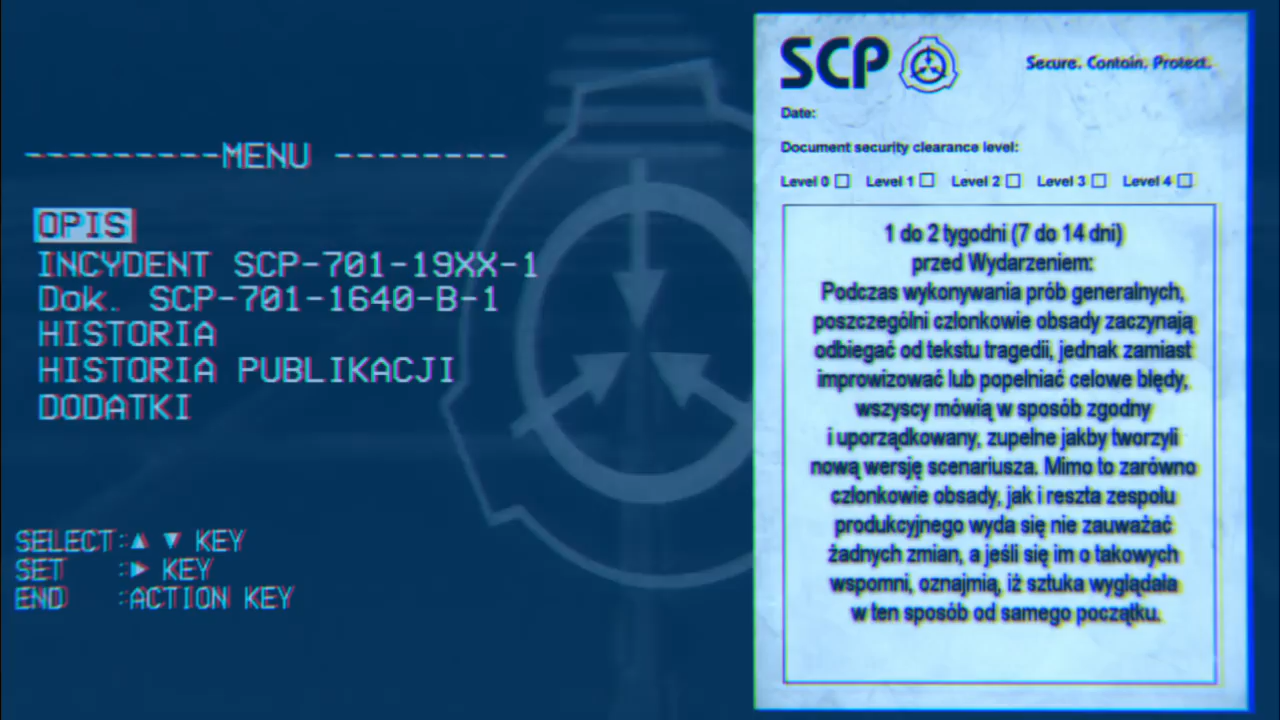 ---------MENU --------
OPIS
INCYDENT SCP-701-19XX-1
Dok. SCP-701-1640-B-1
HISTORIA
HISTORIA PUBLIKACJI
DODATKI
SELECT:▲ ▼ KEY
SET :► KEY
END :ACTION KEY
SCP
Secure. Contain. Protect.
Date:
Document security clearance level:
Level 0 ☐ Level 1 ☐ Level 2 ☐ Level 3 ☐ Level 4 ☐
1 do 2 tygodni (7 do 14 dni)
przed Wydarzeniem:
Podczas wykonywania prób generalnych,
poszczególni członkowie obsady zaczynają
odbiegać od tekstu tragedii, jednak zamiast
improwizować lub popełniać celowe błędy,
wszyscy mówią w sposób zgodny
i uporządkowany, zupełne jakby tworzyli
nową wersję scenariusza. Mimo to zarówno
członkowie obsady, jak i reszta zespołu
produkcyjnego wyda się nie zauważać
żadnych zmian, a jeśli się im o takowych
wspomni, oznajmią, iż sztuka wyglądała
w ten sposób od samego początku.